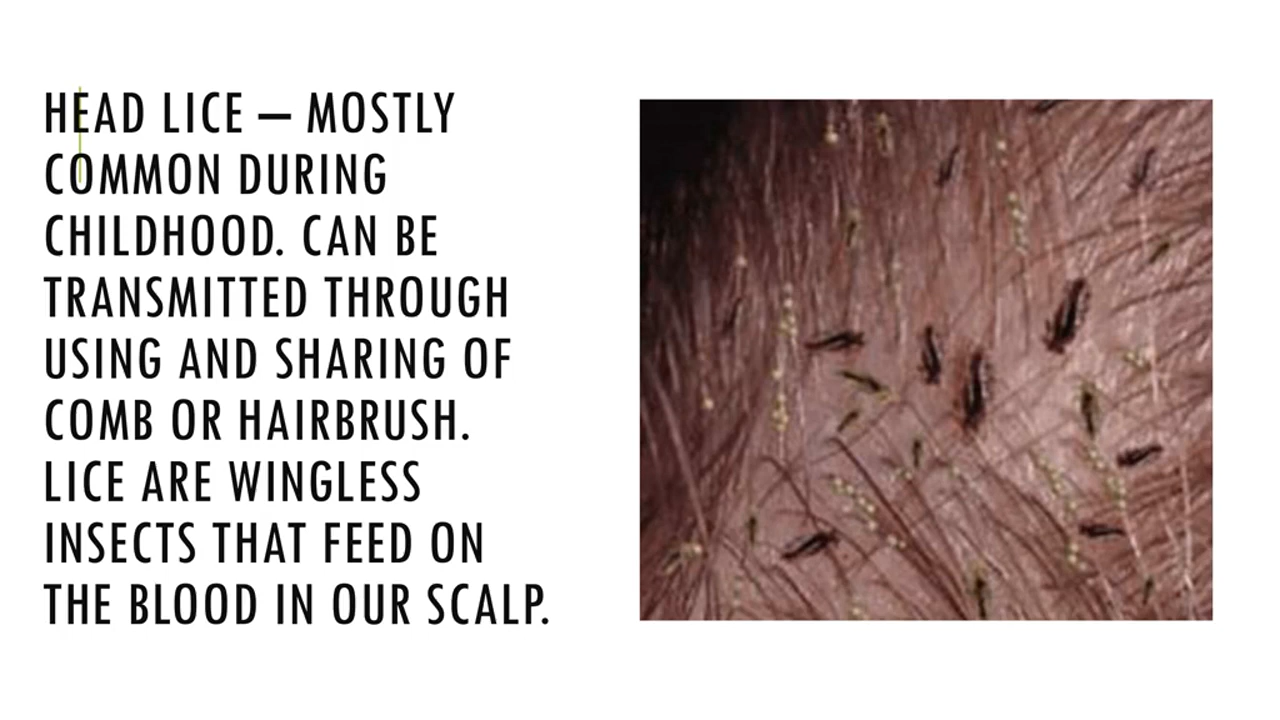 HEAD LICE – MOSTLY
COMMON DURING
CHILDHOOD. CAN BE
TRANSMITTED THROUGH
USING AND SHARING OF
COMB OR HAIRBRUSH.
LICE ARE WINGLESS
INSECTS THAT FEED ON
THE BLOOD IN OUR SCALP.